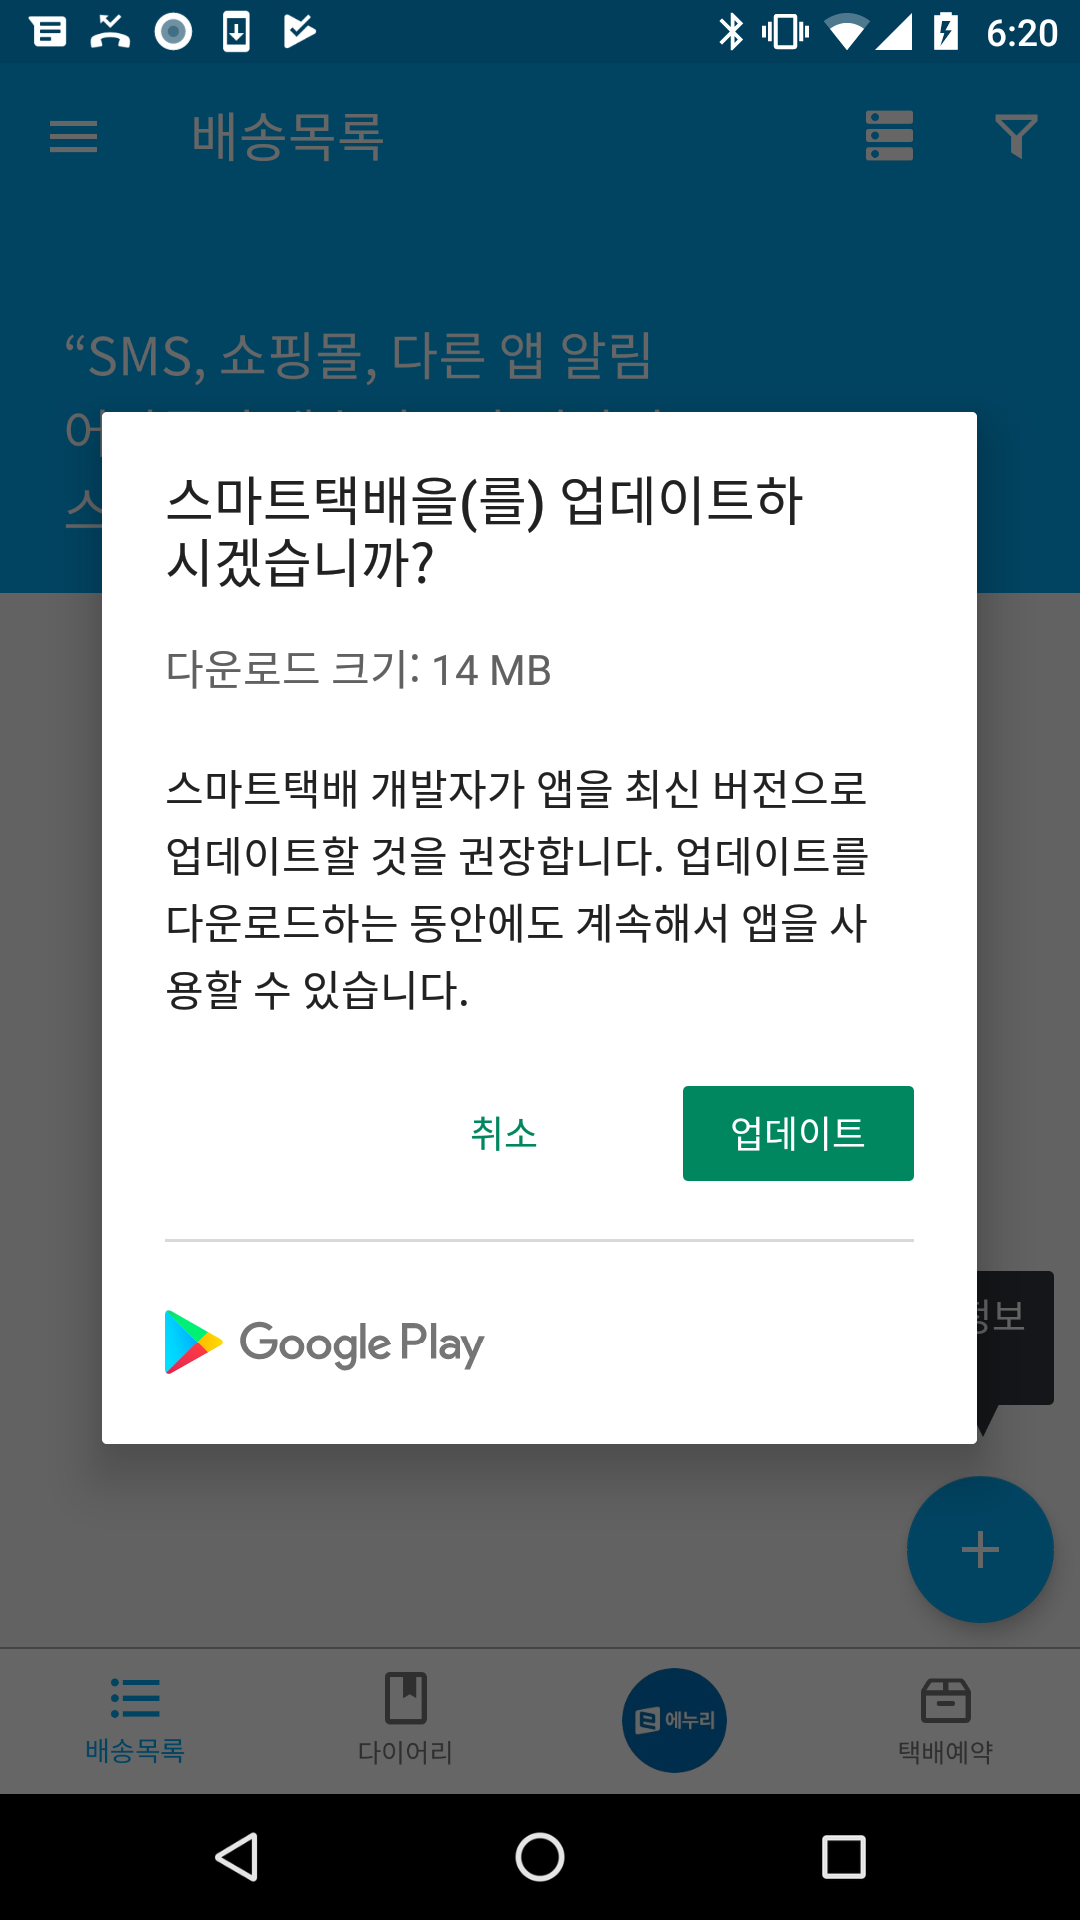 6:20
배송목록
“SMS, 쇼핑몰, 다른 앱 알림
스마트택배을(를) 업데이트하
시겠습니까?
다운로드 크기: 14 MB
스마트택배 개발자가 앱을 최신 버전으로
업데이트할 것을 권장합니다. 업데이트를
다운로드하는 동안에도 계속해서 앱을 사
용할 수 있습니다.
취소
업데이트
정보
Google Play
배송목록
다이어리
에누리
택배예약